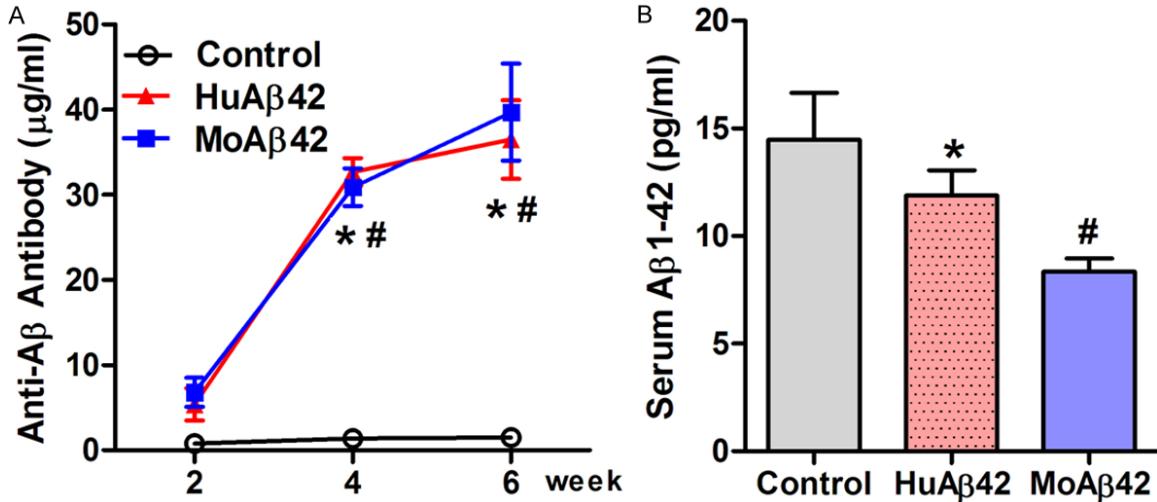 A
Anti-Aβ Antibody (μg/ml)
50
40
30
20
10
0
Control
HuAβ42
MoAβ42
* #
* #
2
4
6
week
B
Serum Aβ1-42 (pg/ml)
20
15
10
5
0
*
#
Control
HuAβ42
MoAβ42